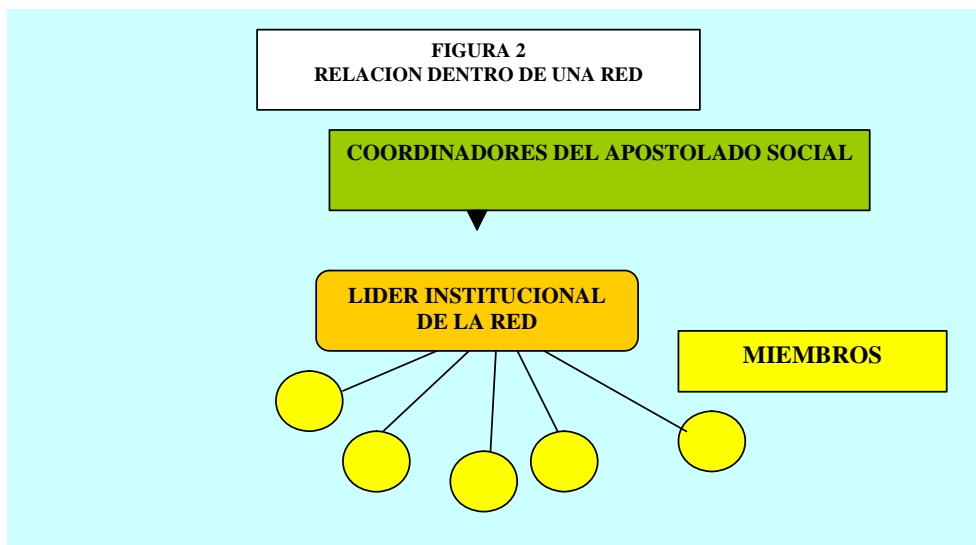 FIGURA 2
RELACION DENTRO DE UNA RED
COORDINADORES DEL APOSTOLADO SOCIAL
LIDER INSTITUCIONAL
DE LA RED
MIEMBROS